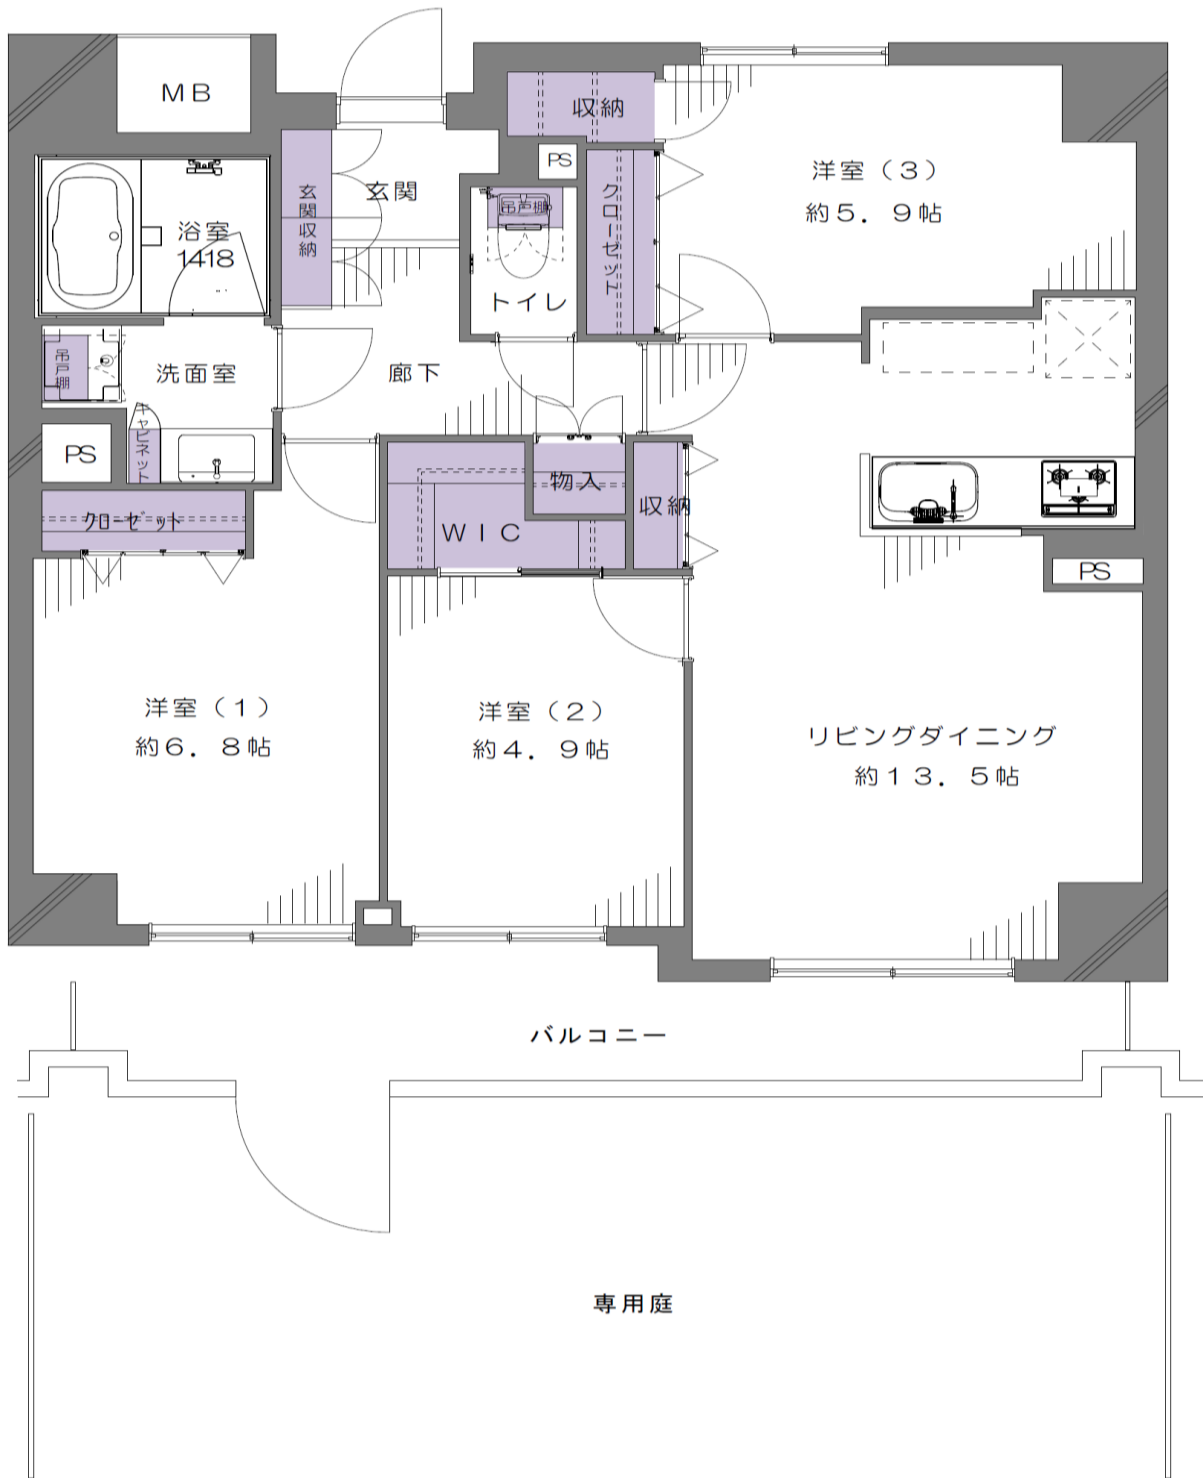 MB
収納
PS
洋室（3）
約5．9帖
玄関
玄関収納
吊戸棚
クローゼット
浴室
1418
トイレ
吊戸棚
洗面室
廊下
キャビネット
PS
物入
収納
クローゼット
WIC
PS
洋室（1）
約6．8帖
洋室（2）
約4．9帖
リビングダイニング
約13．5帖
バルコニー
専用庭